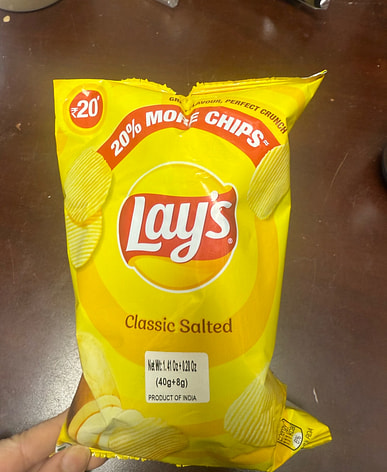 ₹20
GREAT FLAVOUR, PERFECT CRUNCH
20% MORE CHIPS
Lay's
Classic Salted
Net Wt: 1.41 Oz + 0.28 Oz
(40g+8g)
PRODUCT OF INDIA